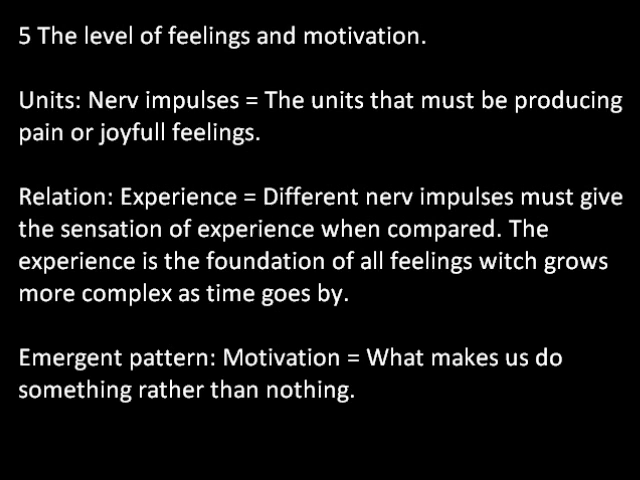 5 The level of feelings and motivation.
Units: Nerv impulses = The units that must be producing
pain or joyfull feelings.
Relation: Experience = Different nerv impulses must give
the sensation of experience when compared. The
experience is the foundation of all feelings witch grows
more complex as time goes by.
Emergent pattern: Motivation = What makes us do
something rather than nothing.